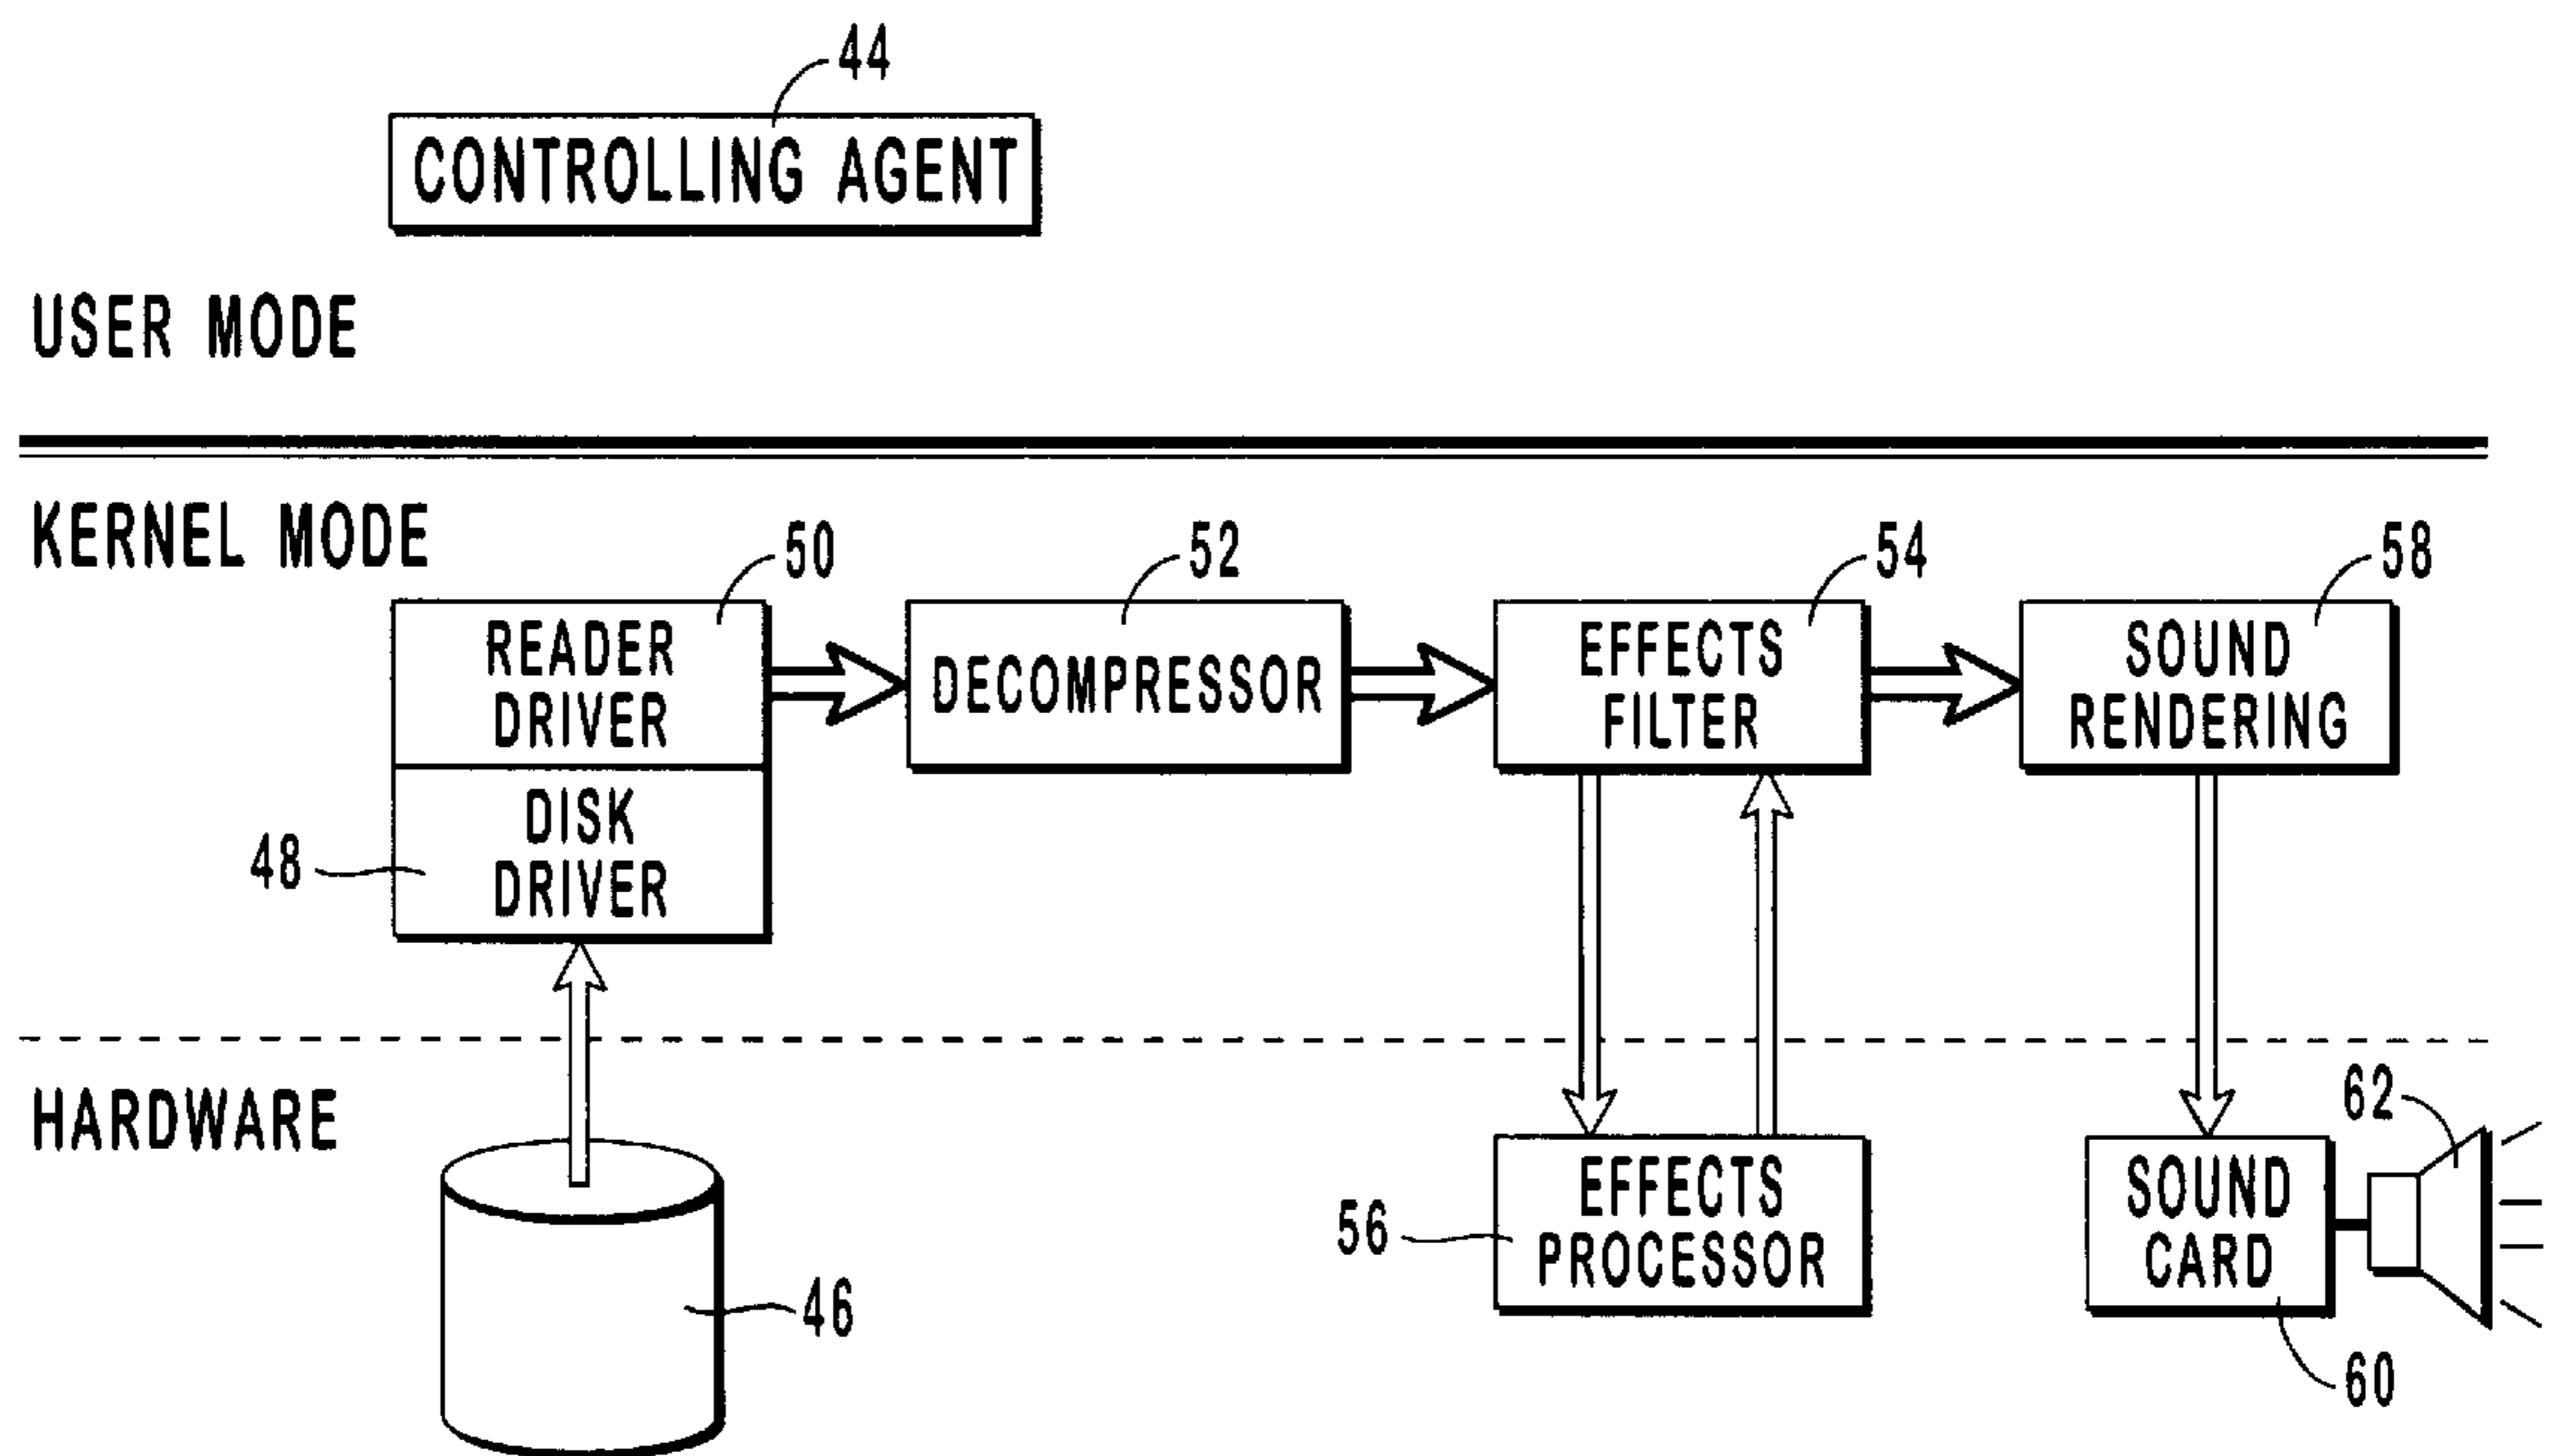 44
CONTROLLING AGENT
USER MODE
KERNEL MODE
50
52
54
58
READER
DRIVER
DECOMPRESSOR
EFFECTS
FILTER
SOUND
RENDERING
DISK
DRIVER
48
HARDWARE
62
EFFECTS
PROCESSOR
56
SOUND
CARD
46
60